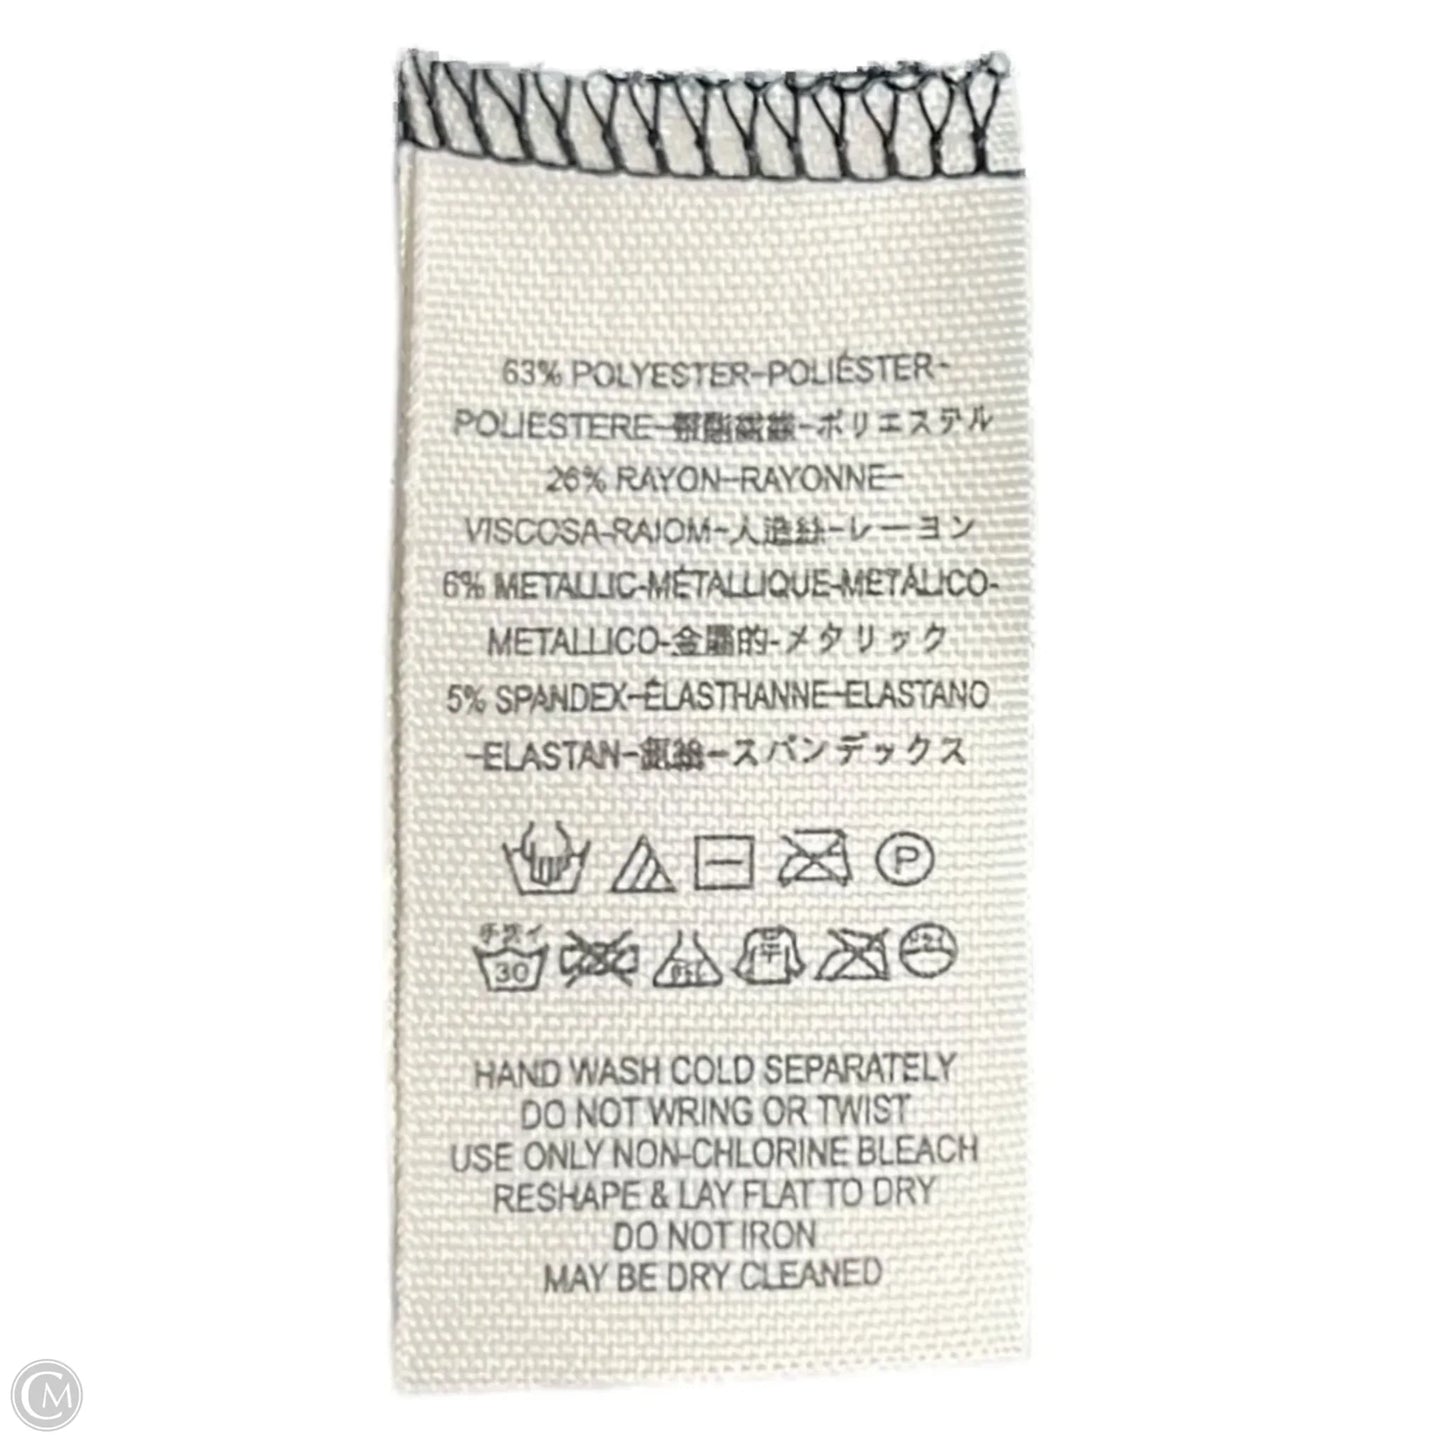 63% POLYESTER-POLIÉSTER-
POLIESTERE-聚酯纖維-ポリエステル
26% RAYON-RAYONNE-
VISCOSA-RAIOM-人造絲-レーヨン
6% METALLIC-MÉTALLIQUE-METÁLICO-
METALLICO-金屬的-メタリック
5% SPANDEX-ÉLASTHANNE-ELASTANO
-ELASTAN-氨綸-スパンデックス
P
30
HAND WASH COLD SEPARATELY
DO NOT WRING OR TWIST
USE ONLY NON-CHLORINE BLEACH
RESHAPE & LAY FLAT TO DRY
DO NOT IRON
MAY BE DRY CLEANED
CM